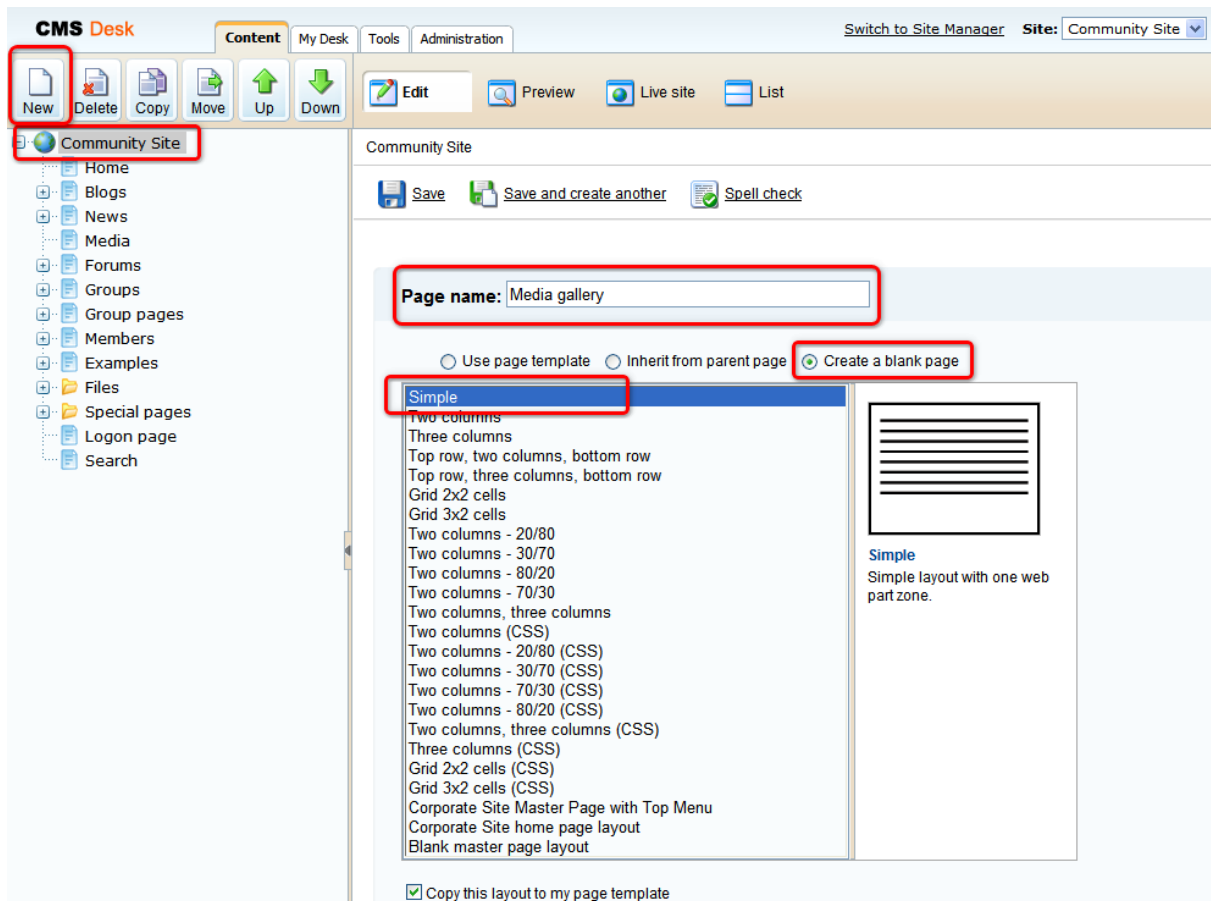 CMS Desk
Content
My Desk
Tools
Administration
Switch to Site Manager
Site: Community Site
New
Delete
Copy
Move
Up
Down
Edit
Preview
Live site
List
Community Site
Home
Blogs
News
Media
Forums
Groups
Group pages
Members
Examples
Files
Special pages
Logon page
Search
Community Site
Save
Save and create another
Spell check
Page name: Media gallery
Use page template
Inherit from parent page
Create a blank page
Simple
Two columns
Three columns
Top row, two columns, bottom row
Top row, three columns, bottom row
Grid 2x2 cells
Grid 3x2 cells
Two columns - 20/80
Two columns - 30/70
Two columns - 80/20
Two columns - 70/30
Two columns, three columns
Two columns (CSS)
Two columns - 20/80 (CSS)
Two columns - 30/70 (CSS)
Two columns - 70/30 (CSS)
Two columns - 80/20 (CSS)
Two columns, three columns (CSS)
Three columns (CSS)
Grid 2x2 cells (CSS)
Grid 3x2 cells (CSS)
Corporate Site Master Page with Top Menu
Corporate Site home page layout
Blank master page layout
Simple
Simple layout with one web
part zone.
Copy this layout to my page template